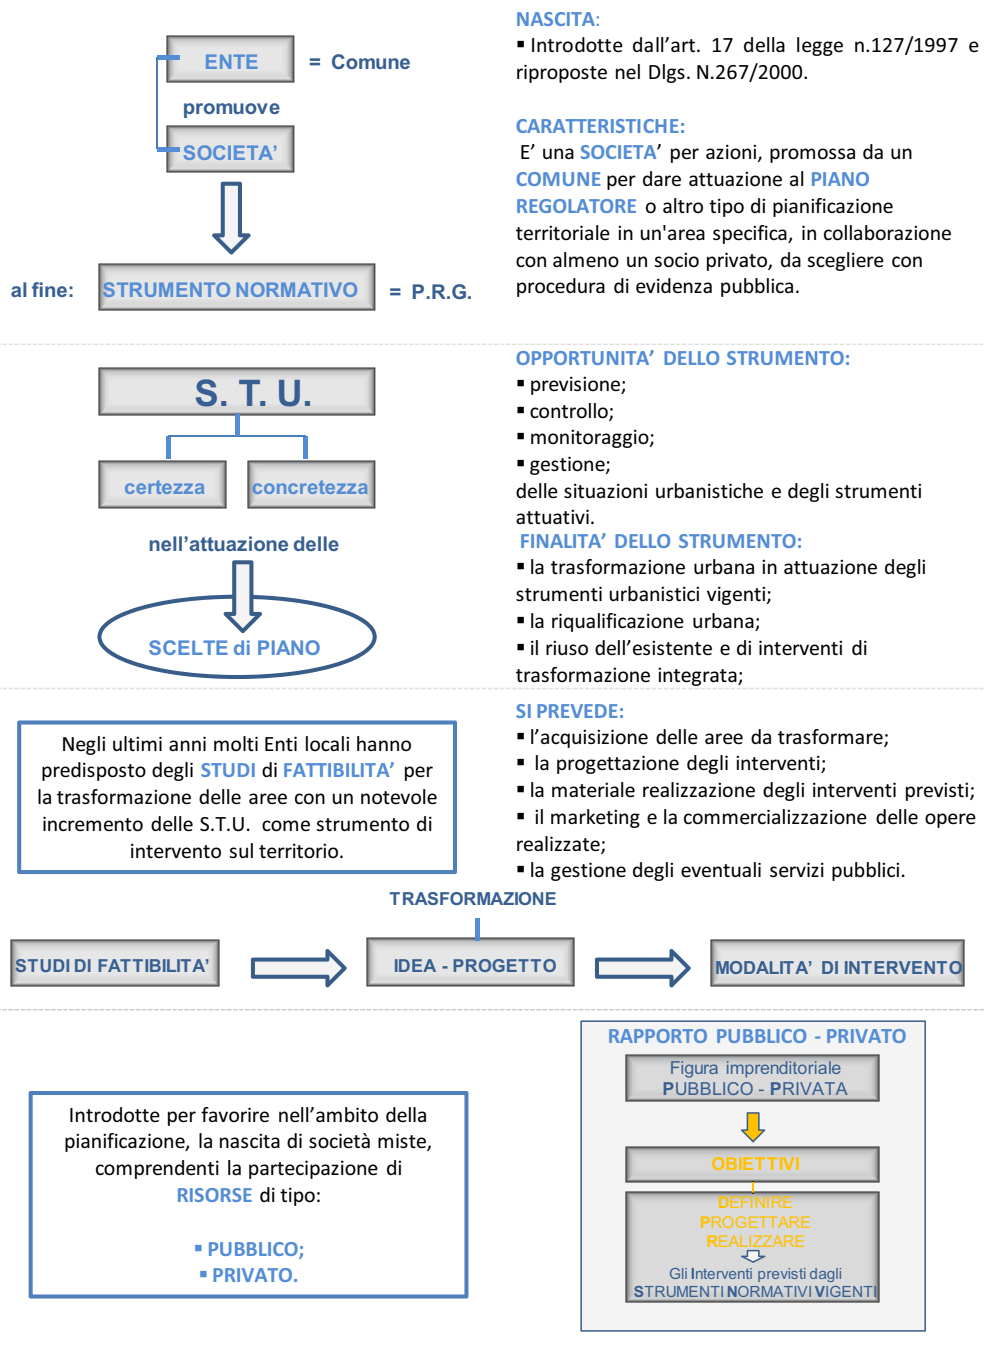 ENTE
= Comune
promuove
SOCIETA'
al fine:
STRUMENTO NORMATIVO
= P.R.G.
NASCITA:
▪ Introdotte dall'art. 17 della legge n.127/1997 e
riproposte nel Dlgs. N.267/2000.
CARATTERISTICHE:
E' una SOCIETA' per azioni, promossa da un
COMUNE per dare attuazione al PIANO
REGOLATORE o altro tipo di pianificazione
territoriale in un'area specifica, in collaborazione
con almeno un socio privato, da scegliere con
procedura di evidenza pubblica.
S. T. U.
certezza
concretezza
nell'attuazione delle
SCELTE di PIANO
OPPORTUNITA' DELLO STRUMENTO:
▪ previsione;
▪ controllo;
▪ monitoraggio;
▪ gestione;
delle situazioni urbanistiche e degli strumenti
attuativi.
FINALITA' DELLO STRUMENTO:
▪ la trasformazione urbana in attuazione degli
strumenti urbanistici vigenti;
▪ la riqualificazione urbana;
▪ il riuso dell'esistente e di interventi di
trasformazione integrata;
Negli ultimi anni molti Enti locali hanno
predisposto degli STUDI di FATTIBILITA' per
la trasformazione delle aree con un notevole
incremento delle S.T.U. come strumento di
intervento sul territorio.
SI PREVEDE:
▪ l'acquisizione delle aree da trasformare;
▪ la progettazione degli interventi;
▪ la materiale realizzazione degli interventi previsti;
▪ il marketing e la commercializzazione delle opere
realizzate;
▪ la gestione degli eventuali servizi pubblici.
TRASFORMAZIONE
STUDI DI FATTIBILITA'
IDEA - PROGETTO
MODALITA' DI INTERVENTO
Introdotte per favorire nell'ambito della
pianificazione, la nascita di società miste,
comprendenti la partecipazione di
RISORSE di tipo:
▪ PUBBLICO;
▪ PRIVATO.
RAPPORTO PUBBLICO - PRIVATO
Figura imprenditoriale
PUBBLICO - PRIVATA
OBIETTIVI
DEFINIRE
PROGETTARE
REALIZZARE
Gli Interventi previsti dagli
STRUMENTI NORMATIVI VIGENTI